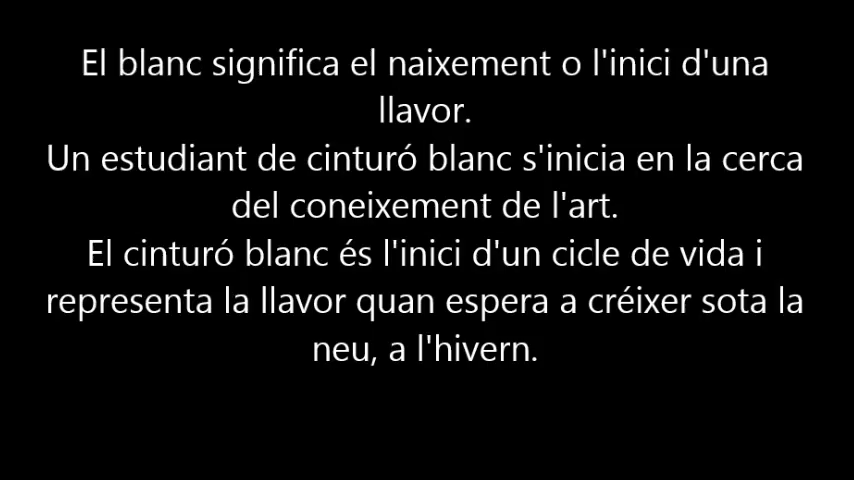 El blanc significa el naixement o l'inici d'una
llavor.
Un estudiant de cinturó blanc s'inicia en la cerca
del coneixement de l'art.
El cinturó blanc és l'inici d'un cicle de vida i
representa la llavor quan espera a créixer sota la
neu, a l'hivern.